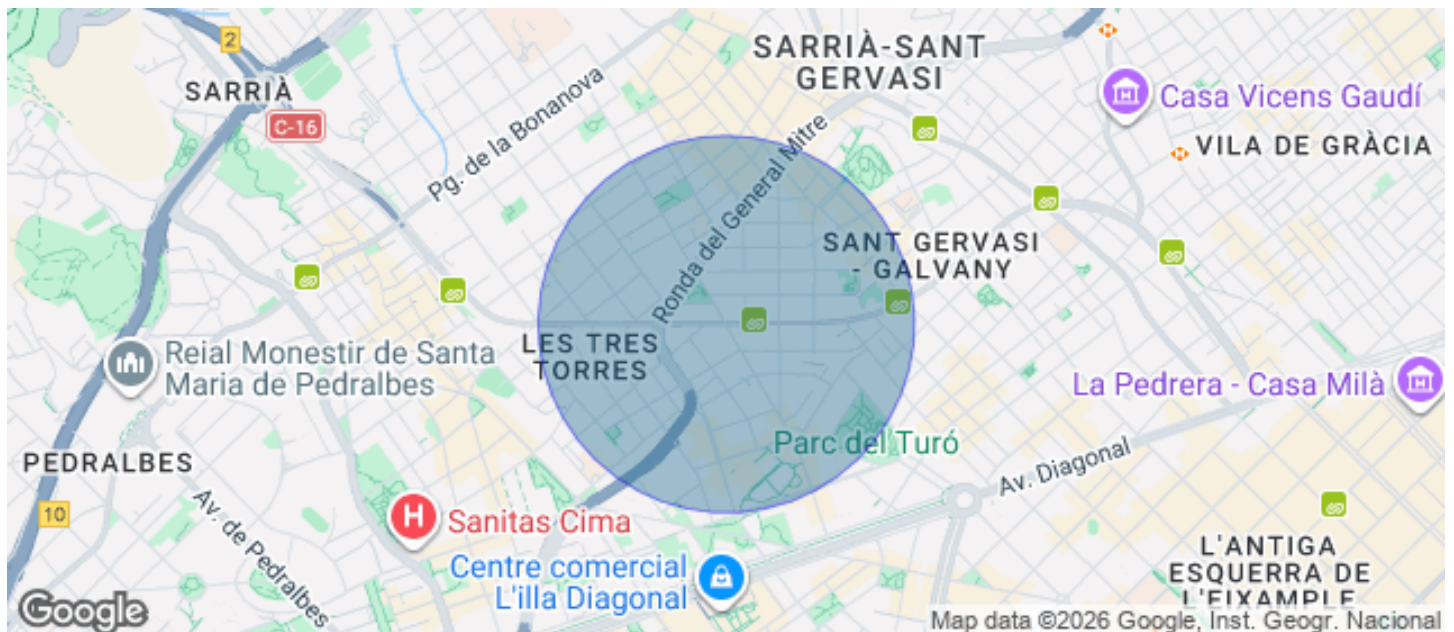 2
SARRIÀ-SANT
GERVASI
SARRIÀ
C-16
Casa Vicens Gaudí
Pg. de la Bonanova
Ronda del General Mitre
VILA DE GRÀCIA
SANT GERVASI
- GALVANY
LES TRES
TORRES
Reial Monestir de Santa
Maria de Pedralbes
La Pedrera - Casa Milà
Parc del Turó
PEDRALBES
Av. Diagonal
10
Av. de Pedralbes
H
Sanitas Cima
Centre comercial
L'illa Diagonal
L'ANTIGA
ESQUERRA DE
L'EIXAMPLE
Google
Map data ©2026 Google, Inst. Geogr. Nacional